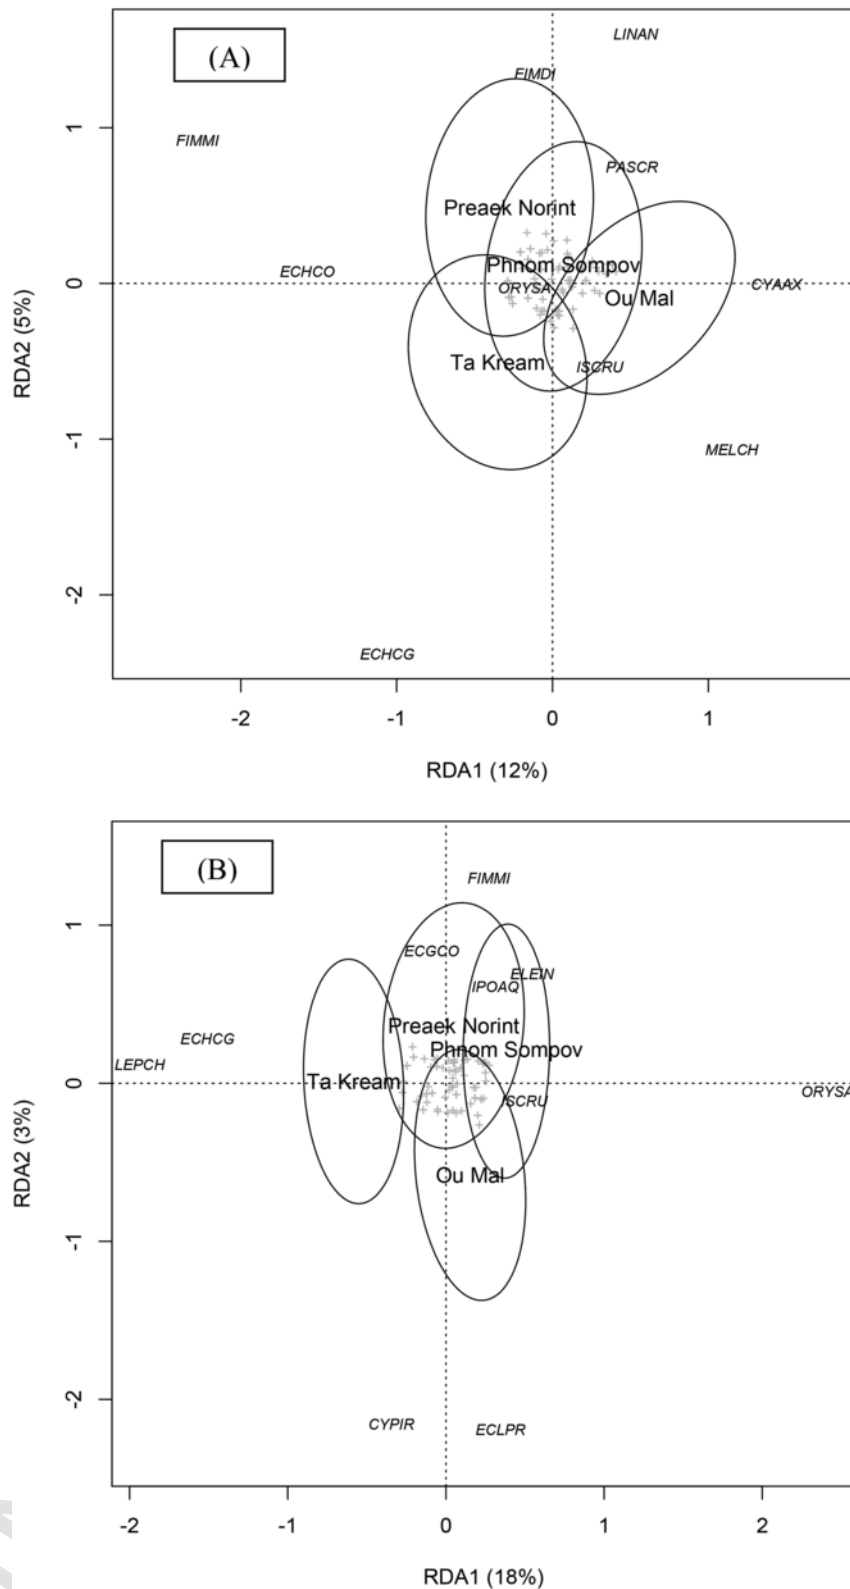 (A)
LINAN
FIMDI
FIMMI
PASCR
Preaek Norint
ECHCO
Phnom Sompov
ORYSA
CYAAX
Ou Mal
Ta Kream
ISCRU
MELCH
ECHCG
1
0
-1
-2
RDA2 (5%)
-2
-1
0
1
RDA1 (12%)
(B)
FIMMI
ECGCO
ELEIN
IPOAQ
Preaek Norint
ECHCG
Phnom Sompov
LEPCH
Ta Kream
ORYSA
ISCRU
Ou Mal
CYPIR
ECLPR
1
0
-1
-2
RDA2 (3%)
-2
-1
0
1
2
RDA1 (18%)